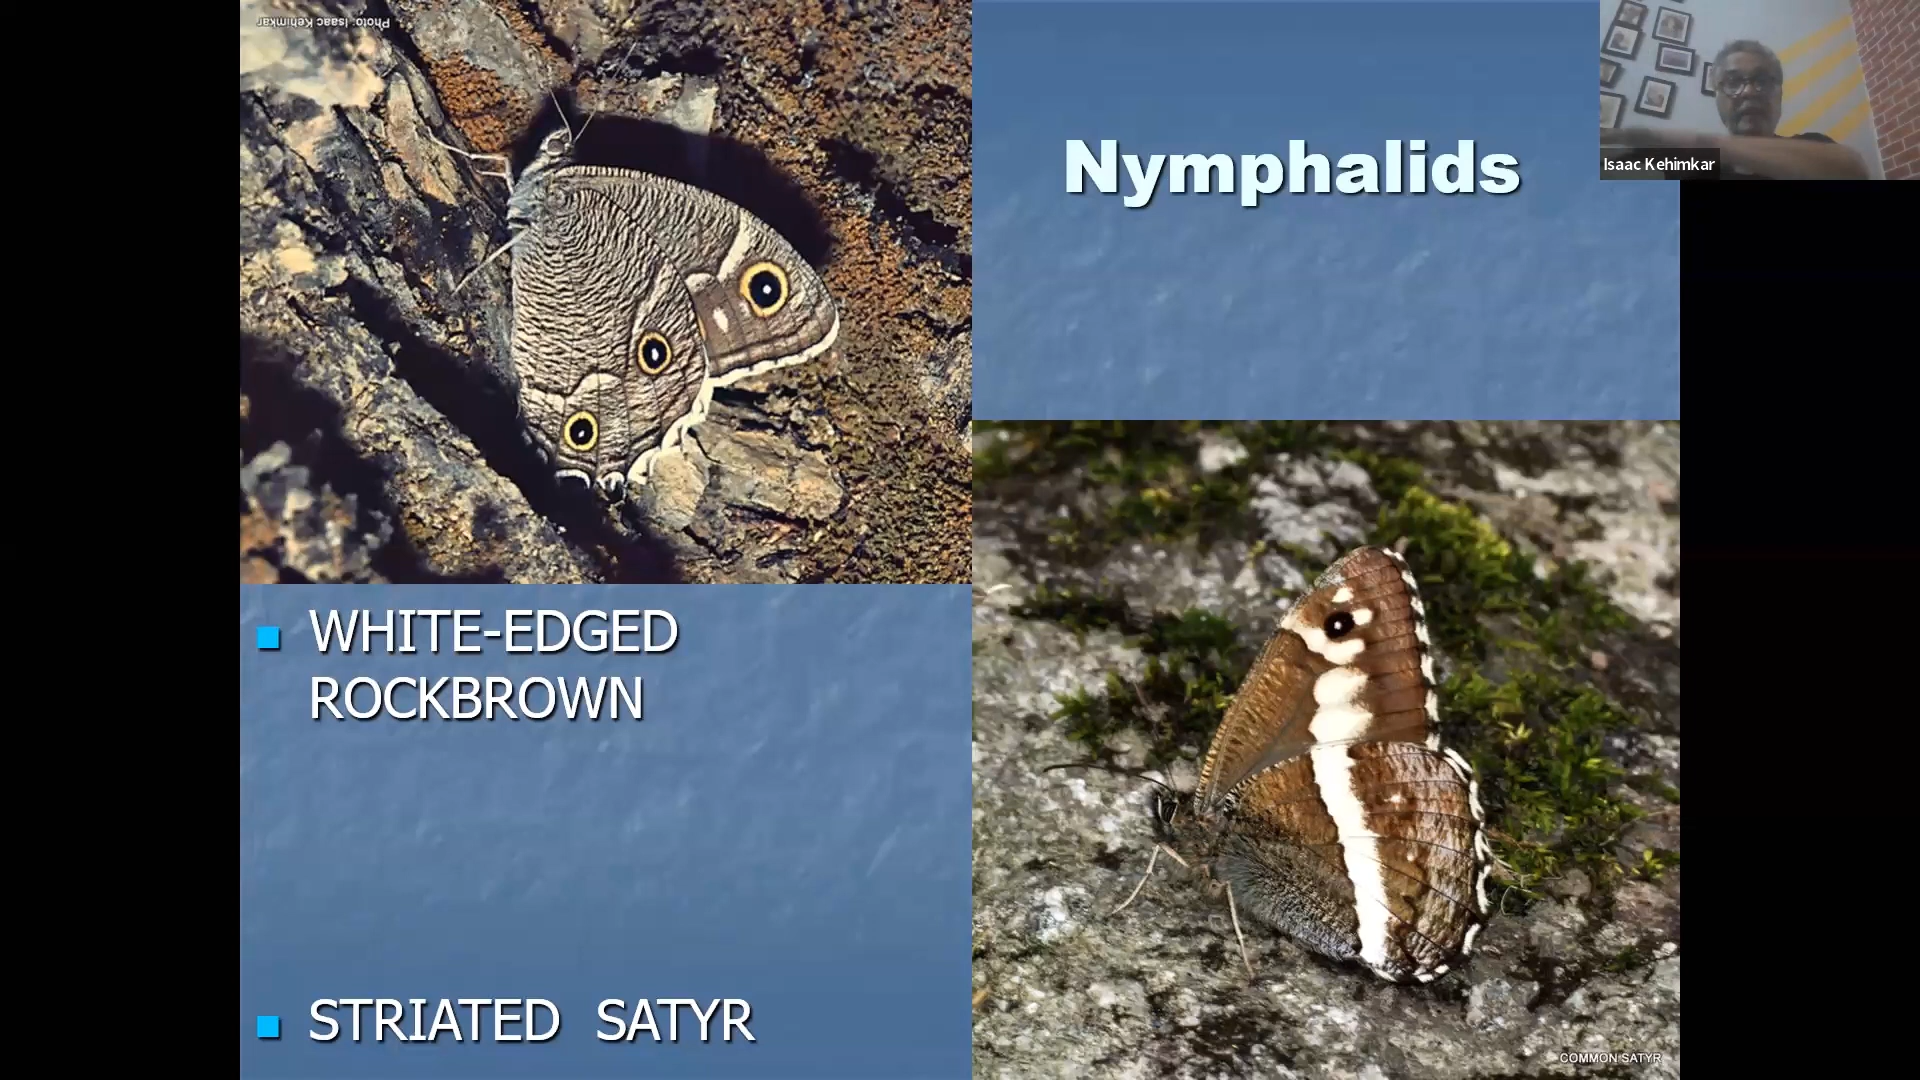 Photo: Isaac Kehimkar
Nymphalids
Isaac Kehimkar
WHITE-EDGED
ROCKBROWN
STRIATED SATYR
COMMON SATYR